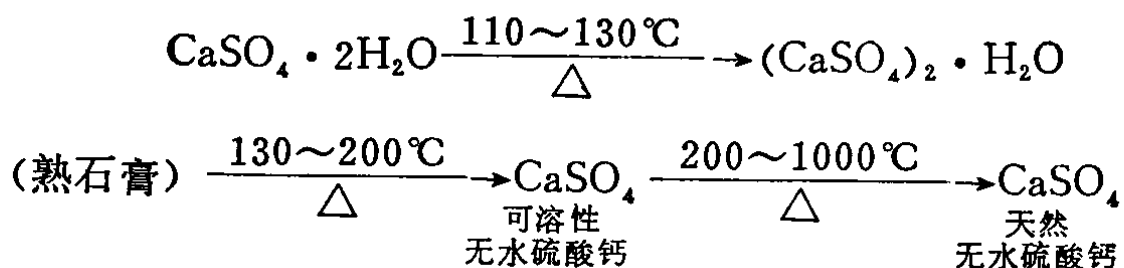 110～130℃
CaSO₄・2H₂O → (CaSO₄)₂・H₂O
△
130～200℃ 200～1000℃
(熟石膏) → CaSO₄ → CaSO₄
△ △
可溶性 天然
无水硫酸钙 无水硫酸钙